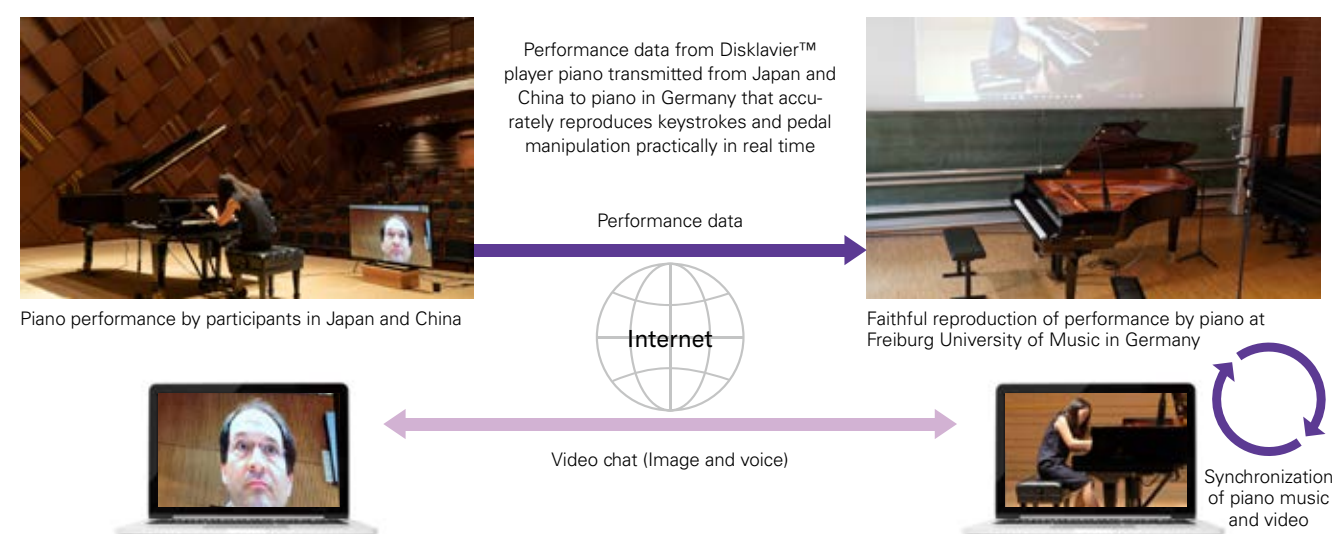 Performance data from Disklavier™
player piano transmitted from Japan and
China to piano in Germany that accu-
rately reproduces keystrokes and pedal
manipulation practically in real time
Performance data
Internet
Piano performance by participants in Japan and China
Faithful reproduction of performance by piano at
Freiburg University of Music in Germany
Video chat (Image and voice)
Synchronization
of piano music
and video